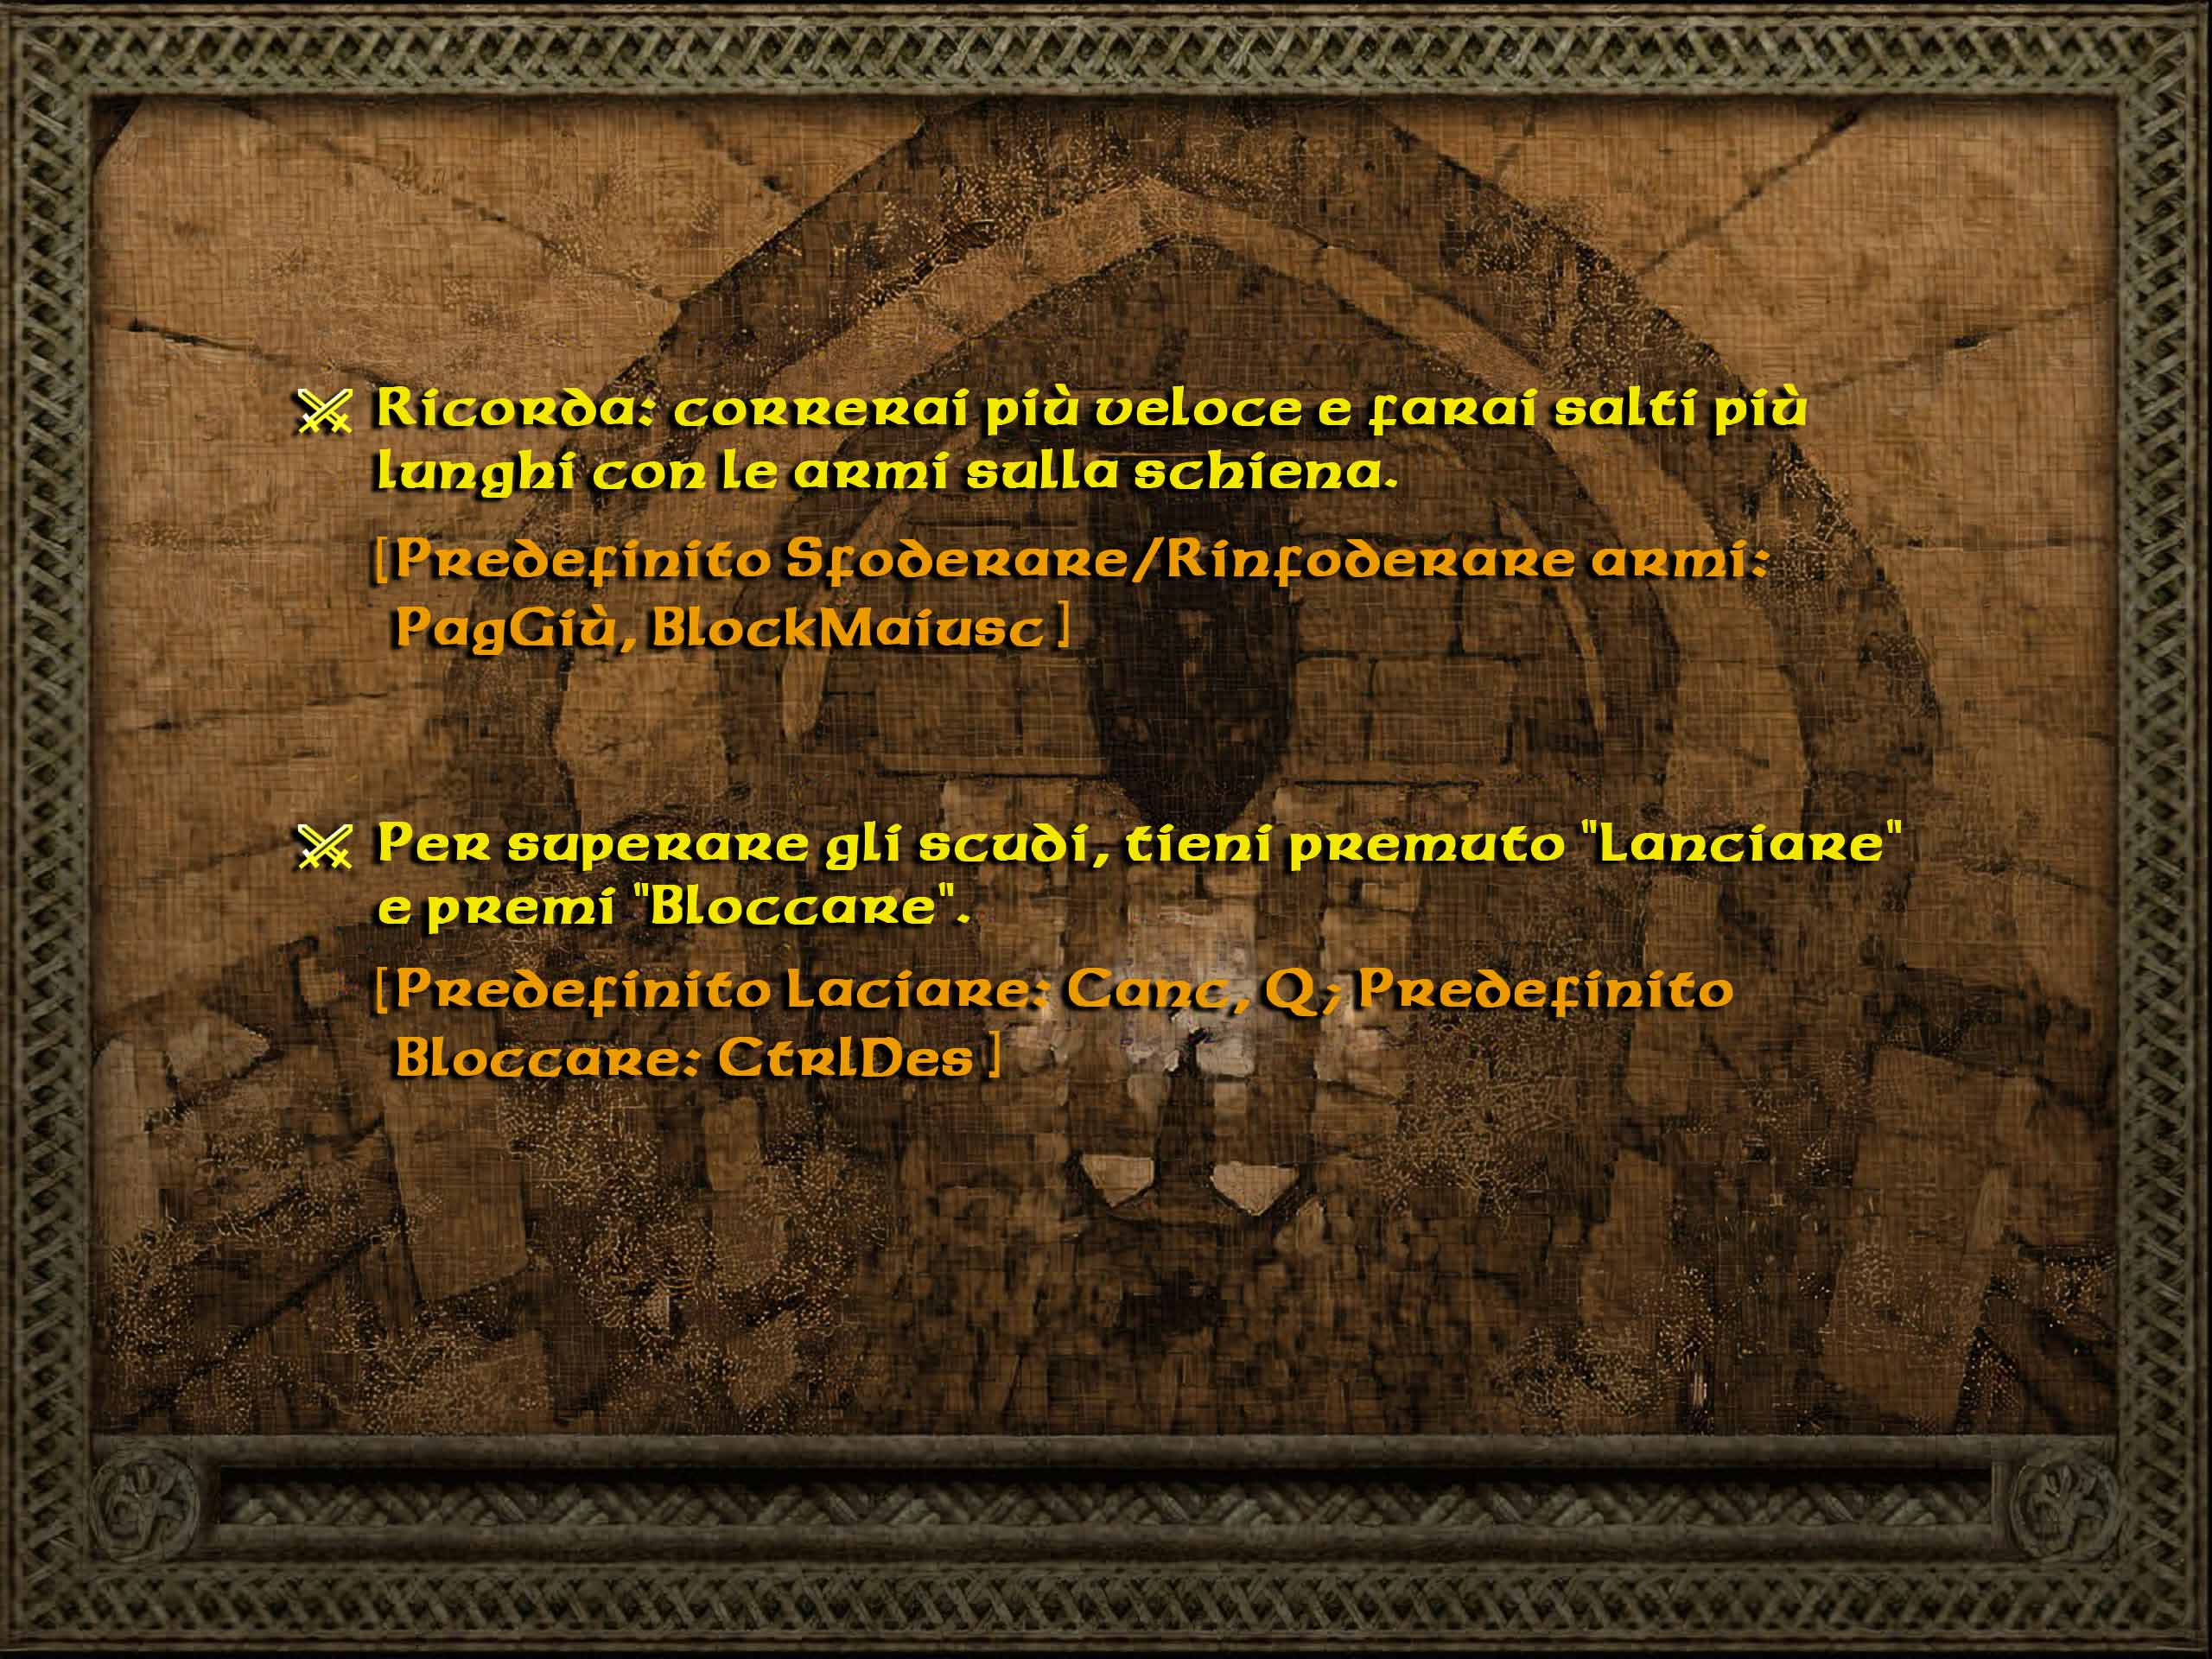 Ricorda: correrai più veloce e farai salti più
lunghi con le armi sulla schiena.
[Predefinito Sfoderare/Rinfoderare armi:
PagGiù, BlockMaiusc ]
Per superare gli scudi, tieni premuto "Lanciare"
e premi "Bloccare".
[Predefinito Laciare: Canc, Q; Predefinito
Bloccare: CtrlDes ]